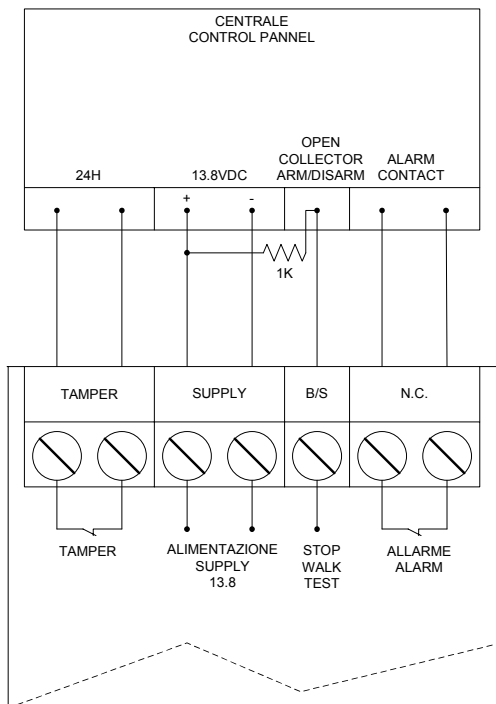 CENTRALE
CONTROL PANNEL
24H
13.8VDC
OPEN
COLLECTOR
ARM/DISARM
ALARM
CONTACT
+
-
1K
TAMPER
SUPPLY
B/S
N.C.
TAMPER
ALIMENTAZIONE
SUPPLY
13.8
STOP
WALK
TEST
ALLARME
ALARM